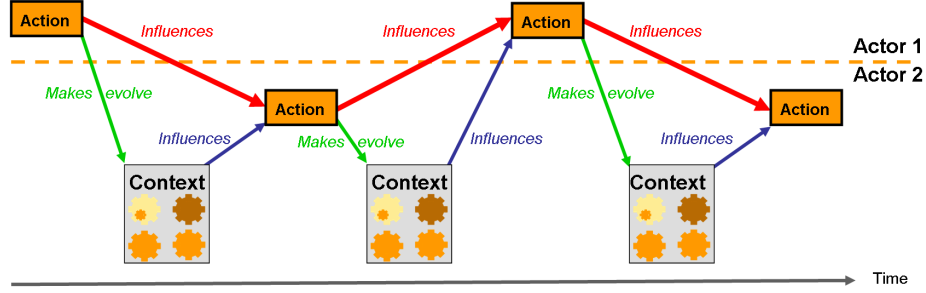 Action
Influences
Makes evolve
Context
Influences
Action
Influences
Makes evolve
Context
Influences
Action
Influences
Makes evolve
Context
Influences
Action
Actor 1
Actor 2
Time